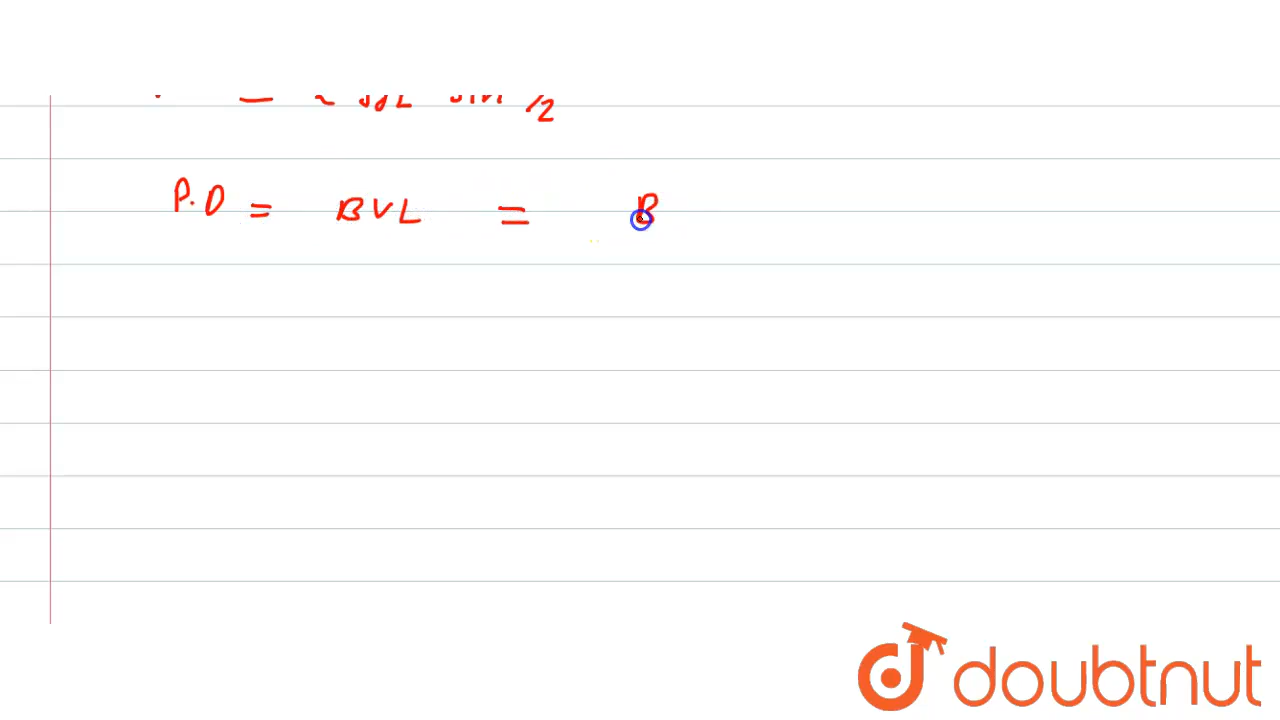 P.D = BVL = B
doubtnut